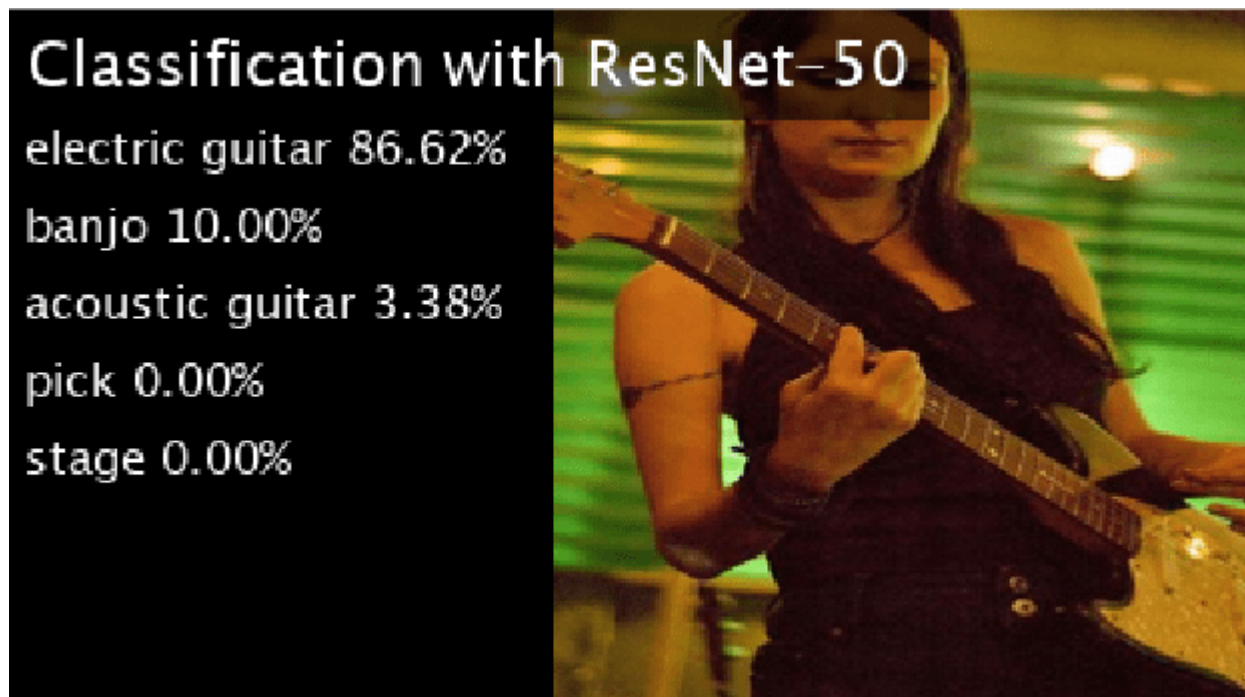 Classification with ResNet-50
electric guitar 86.62%
banjo 10.00%
acoustic guitar 3.38%
pick 0.00%
stage 0.00%